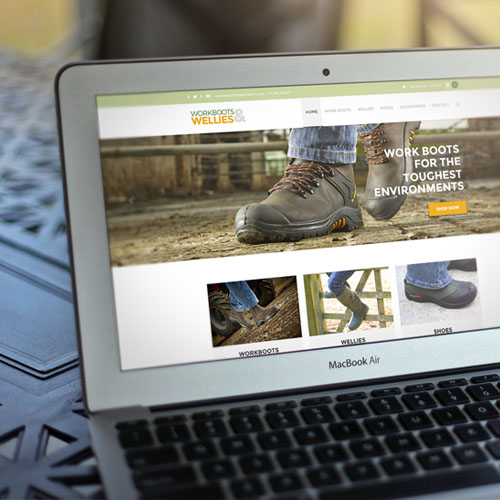 WORKBOOTS
& WELLIES
HOME WORK BOOTS WELLIES SHOES ACCESSORIES CONTACT
WORK BOOTS
FOR THE
TOUGHEST
ENVIRONMENTS
SHOP NOW
WORKBOOTS
WELLIES
SHOES
MacBook Air